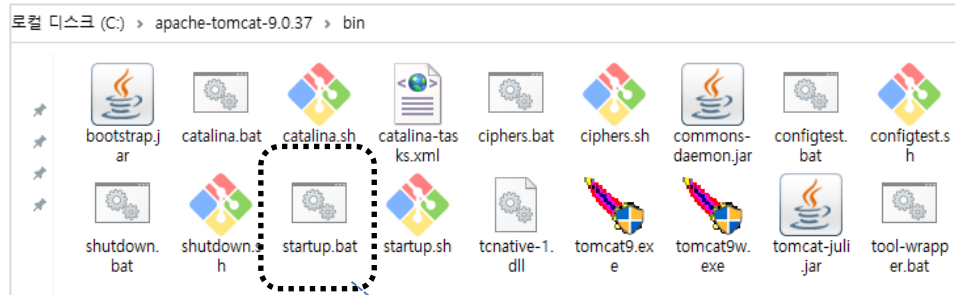 로컬 디스크 (C:) › apache-tomcat-9.0.37 › bin
bootstrap.j
ar
catalina.bat
catalina.sh
catalina-tas
ks.xml
ciphers.bat
ciphers.sh
commons-
daemon.jar
configtest.
bat
configtest.s
h
shutdown.
bat
shutdown.s
h
startup.bat
startup.sh
tcnative-1.
dll
tomcat9.ex
e
tomcat9w.
exe
tomcat-juli
.jar
tool-wrapp
er.bat